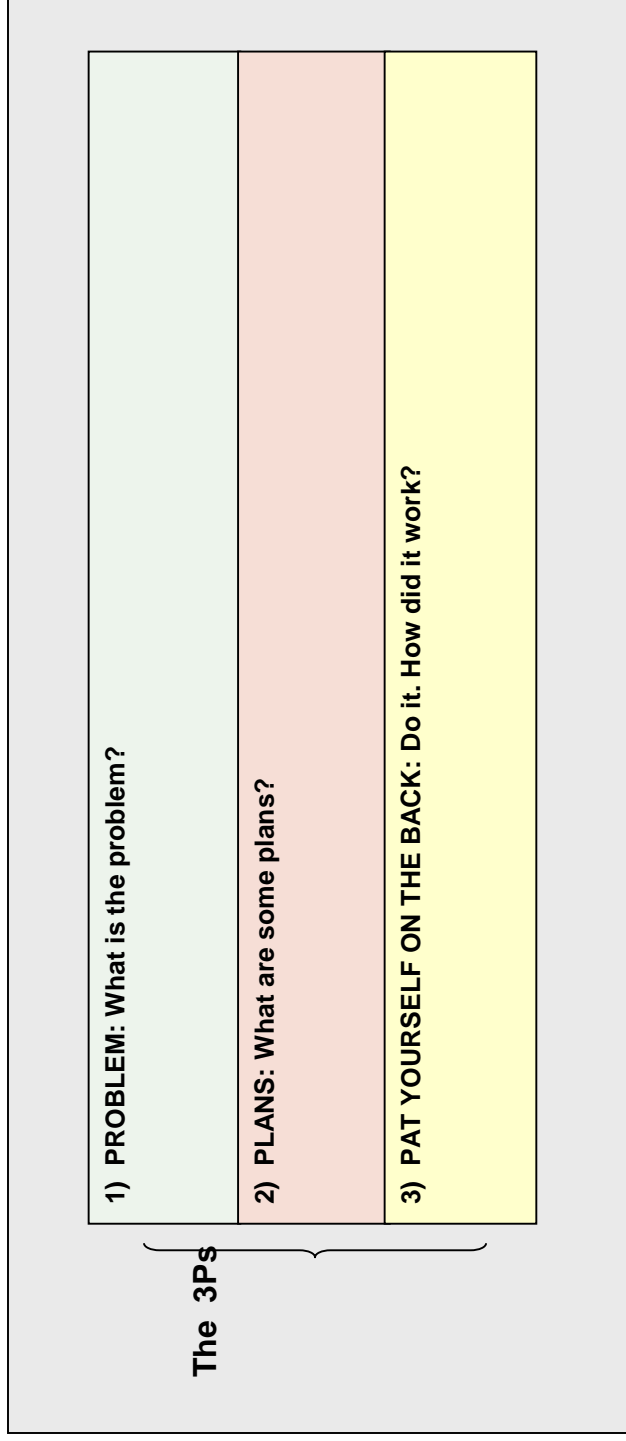 The 3Ps
1) PROBLEM: What is the problem?
2) PLANS: What are some plans?
3) PAT YOURSELF ON THE BACK: Do it. How did it work?